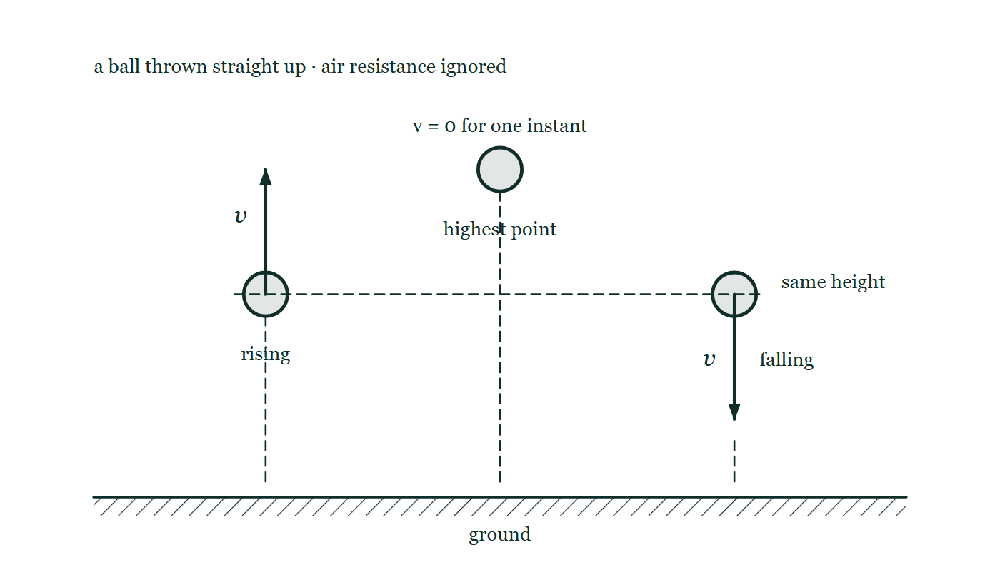 a ball thrown straight up · air resistance ignored
v = 0 for one instant
v
highest point
same height
rising
v
falling
ground